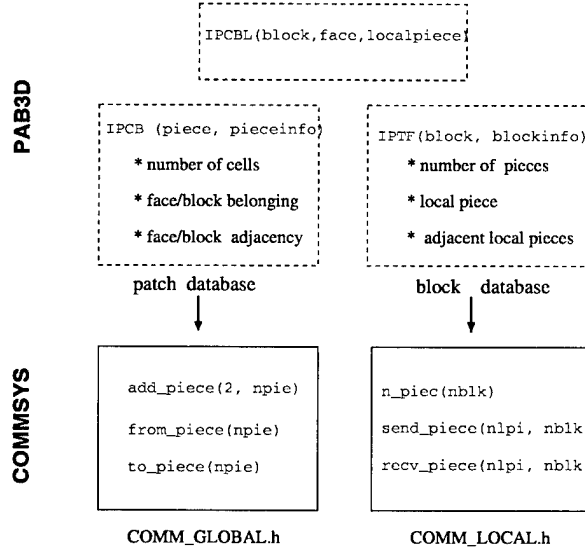 PAB3D
IPCBL(block,face,localpiece)
IPCB (piece, pieceinfo)
* number of cells
* face/block belonging
* face/block adjacency
IPTF(block, blockinfo)
* number of pieces
* local piece
* adjacent local pieces
patch database
block database
COMMSYS
add_piece(2, npie)
from_piece(npie)
to_piece(npie)
n_piec(nblk)
send_piece(nlpi, nblk
recv_piece(nlpi, nblk
COMM_GLOBAL.h
COMM_LOCAL.h